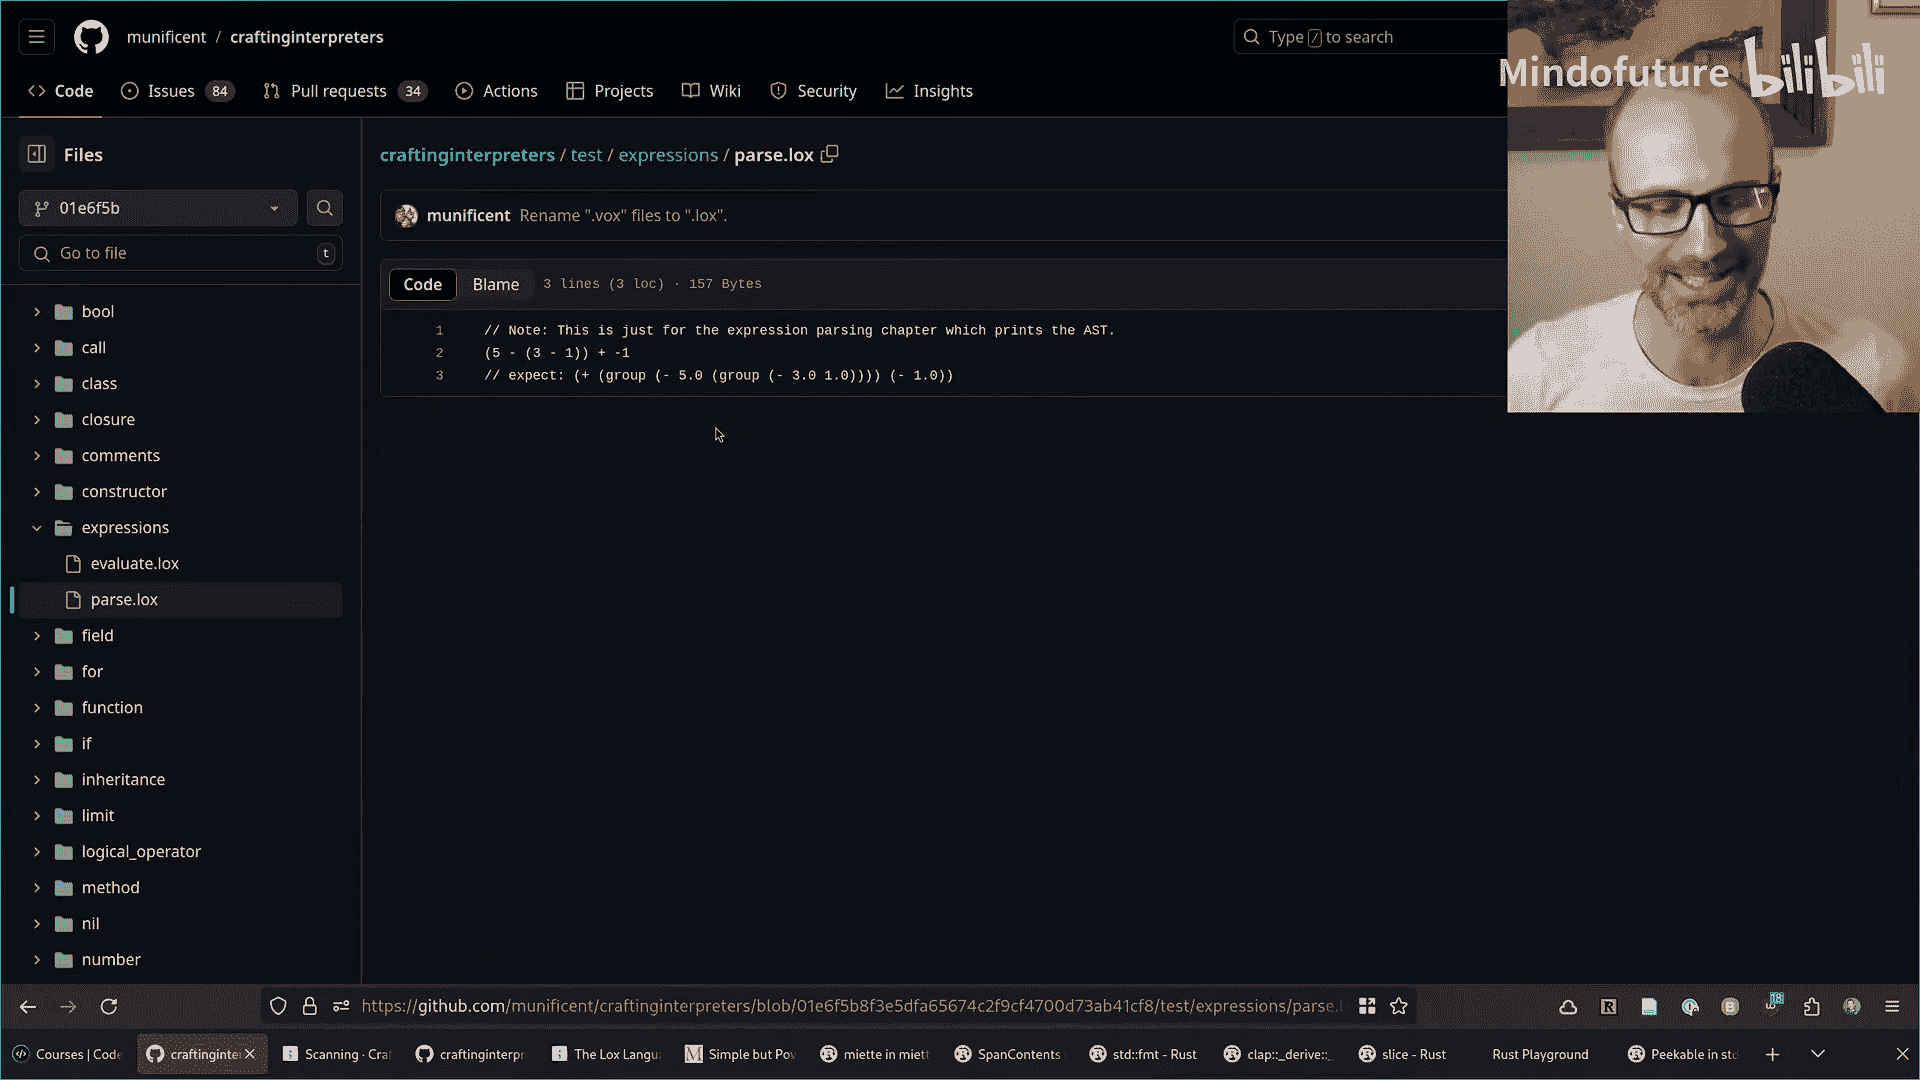 munificent / craftinginterpreters
Type / to search
Code
Issues 84
Pull requests 34
Actions
Projects
Wiki
Security
Insights
Mindofuture bilibili
Files
craftinginterpreters / test / expressions / parse.lox
01e6f5b
munificent Rename ".vox" files to ".lox".
Go to file t
Code Blame 3 lines (3 loc) · 157 Bytes
1 // Note: This is just for the expression parsing chapter which prints the AST.
2 (5 - (3 - 1)) + -1
3 // expect: (+ (group (- 5.0 (group (- 3.0 1.0)))) (- 1.0))
bool
call
class
closure
comments
constructor
expressions
evaluate.lox
parse.lox
field
for
function
if
inheritance
limit
logical_operator
method
nil
number
https://github.com/munificent/craftinginterpreters/blob/01e6f5b8f3e5dfa65674c2f9cf4700d73ab41cf8/test/expressions/parse.l
18
Courses | Code
craftinginte
Scanning · Cra
craftinginterpr
The Lox Langu
Simple but Pov
miette in miett
SpanContents
std::fmt - Rust
clap::_derive::_
slice - Rust
Rust Playground
Peekable in std